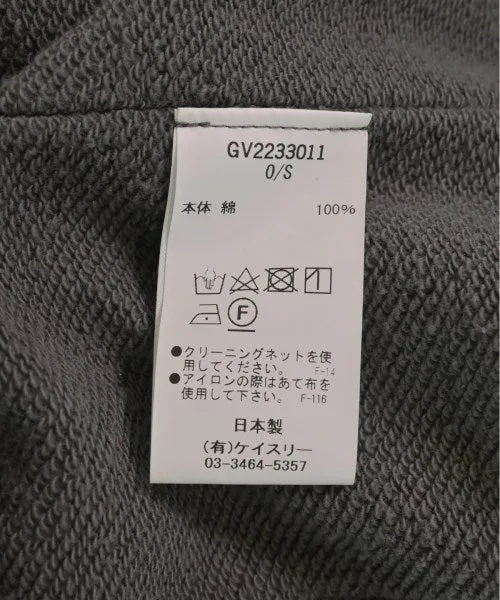 GV2233011
O/S
本体 綿 100%
F
●クリーニングネットを使
用してください。 F-14
●アイロンの際はあて布を
使用して下さい。 F-116
日本製
(有)ケイスリー
03-3464-5357